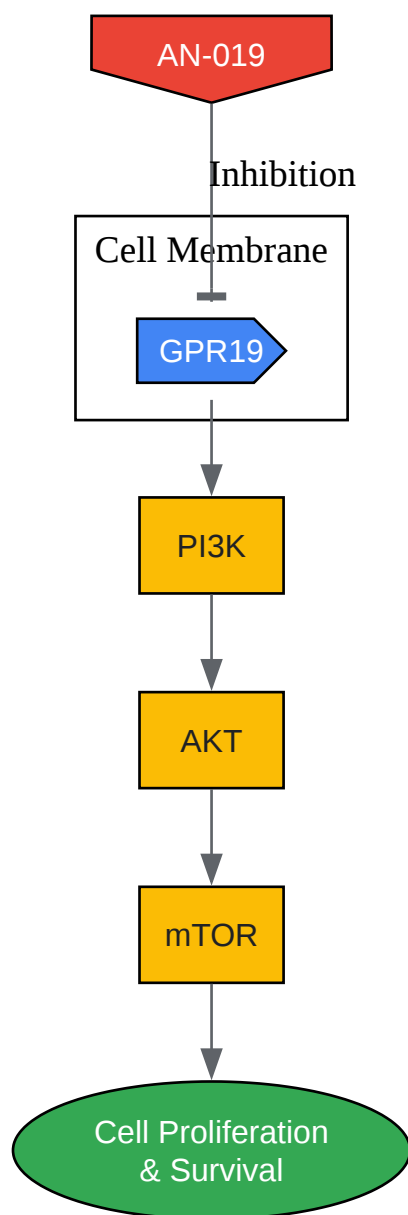 AN-019
Inhibition
Cell Membrane
GPR19
PI3K
AKT
mTOR
Cell Proliferation
& Survival